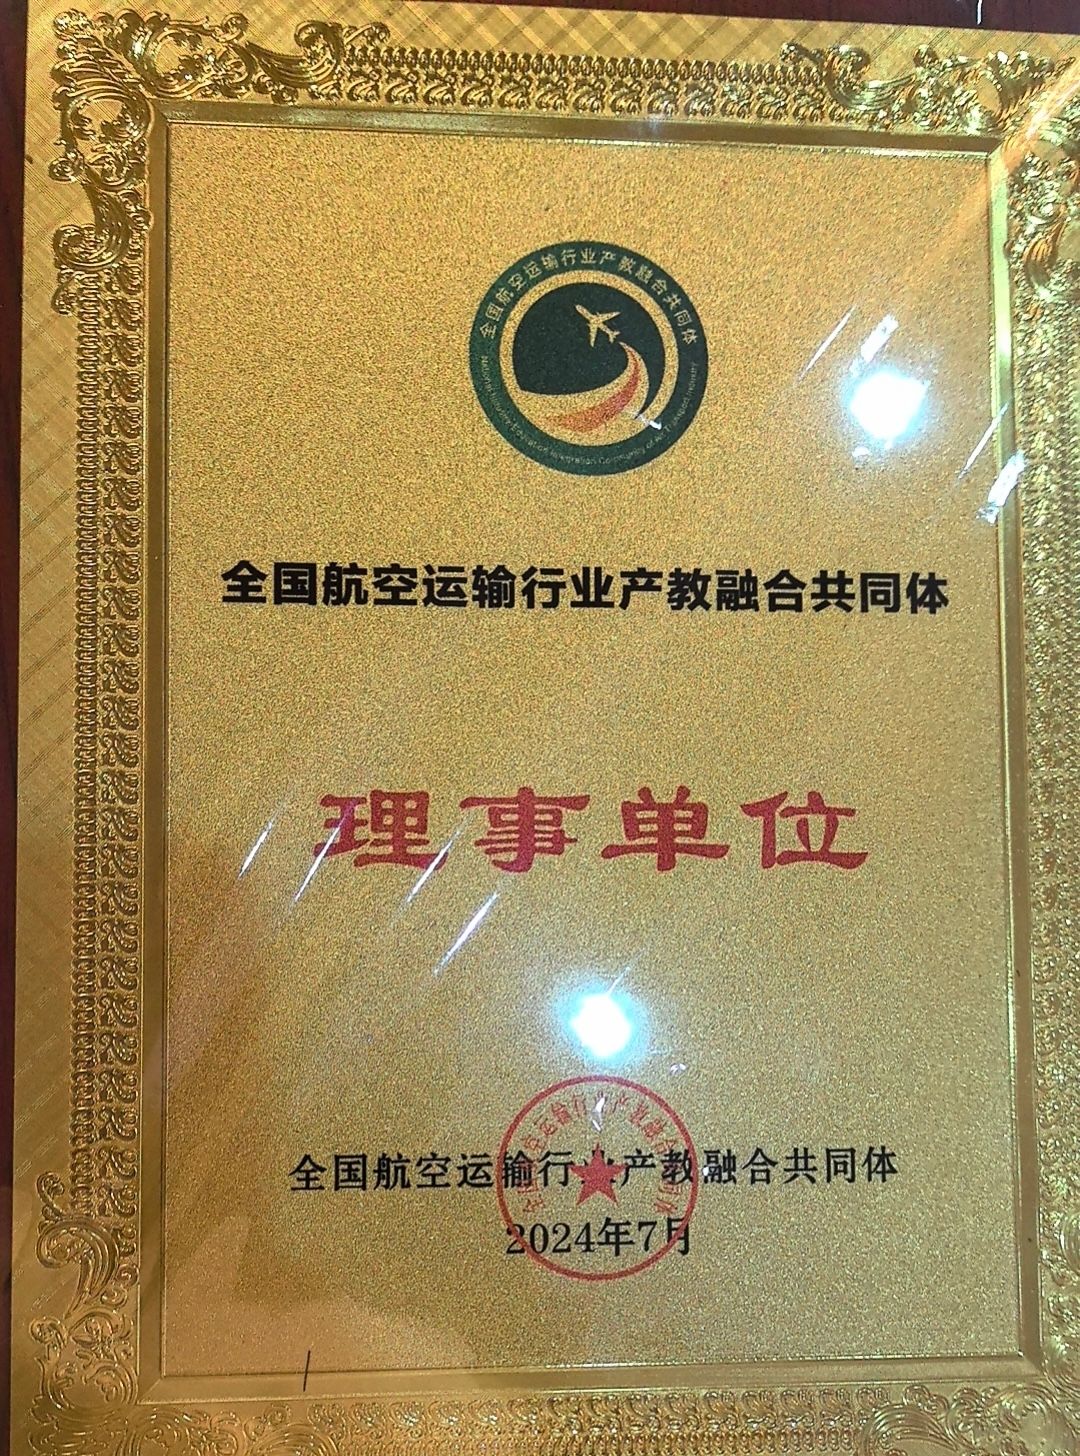 全国航空运输行业产教融合共同体
全国航空运输行业产教融合共同体
理事单位
全国航空运输行业产教融合共同体
2024年7月